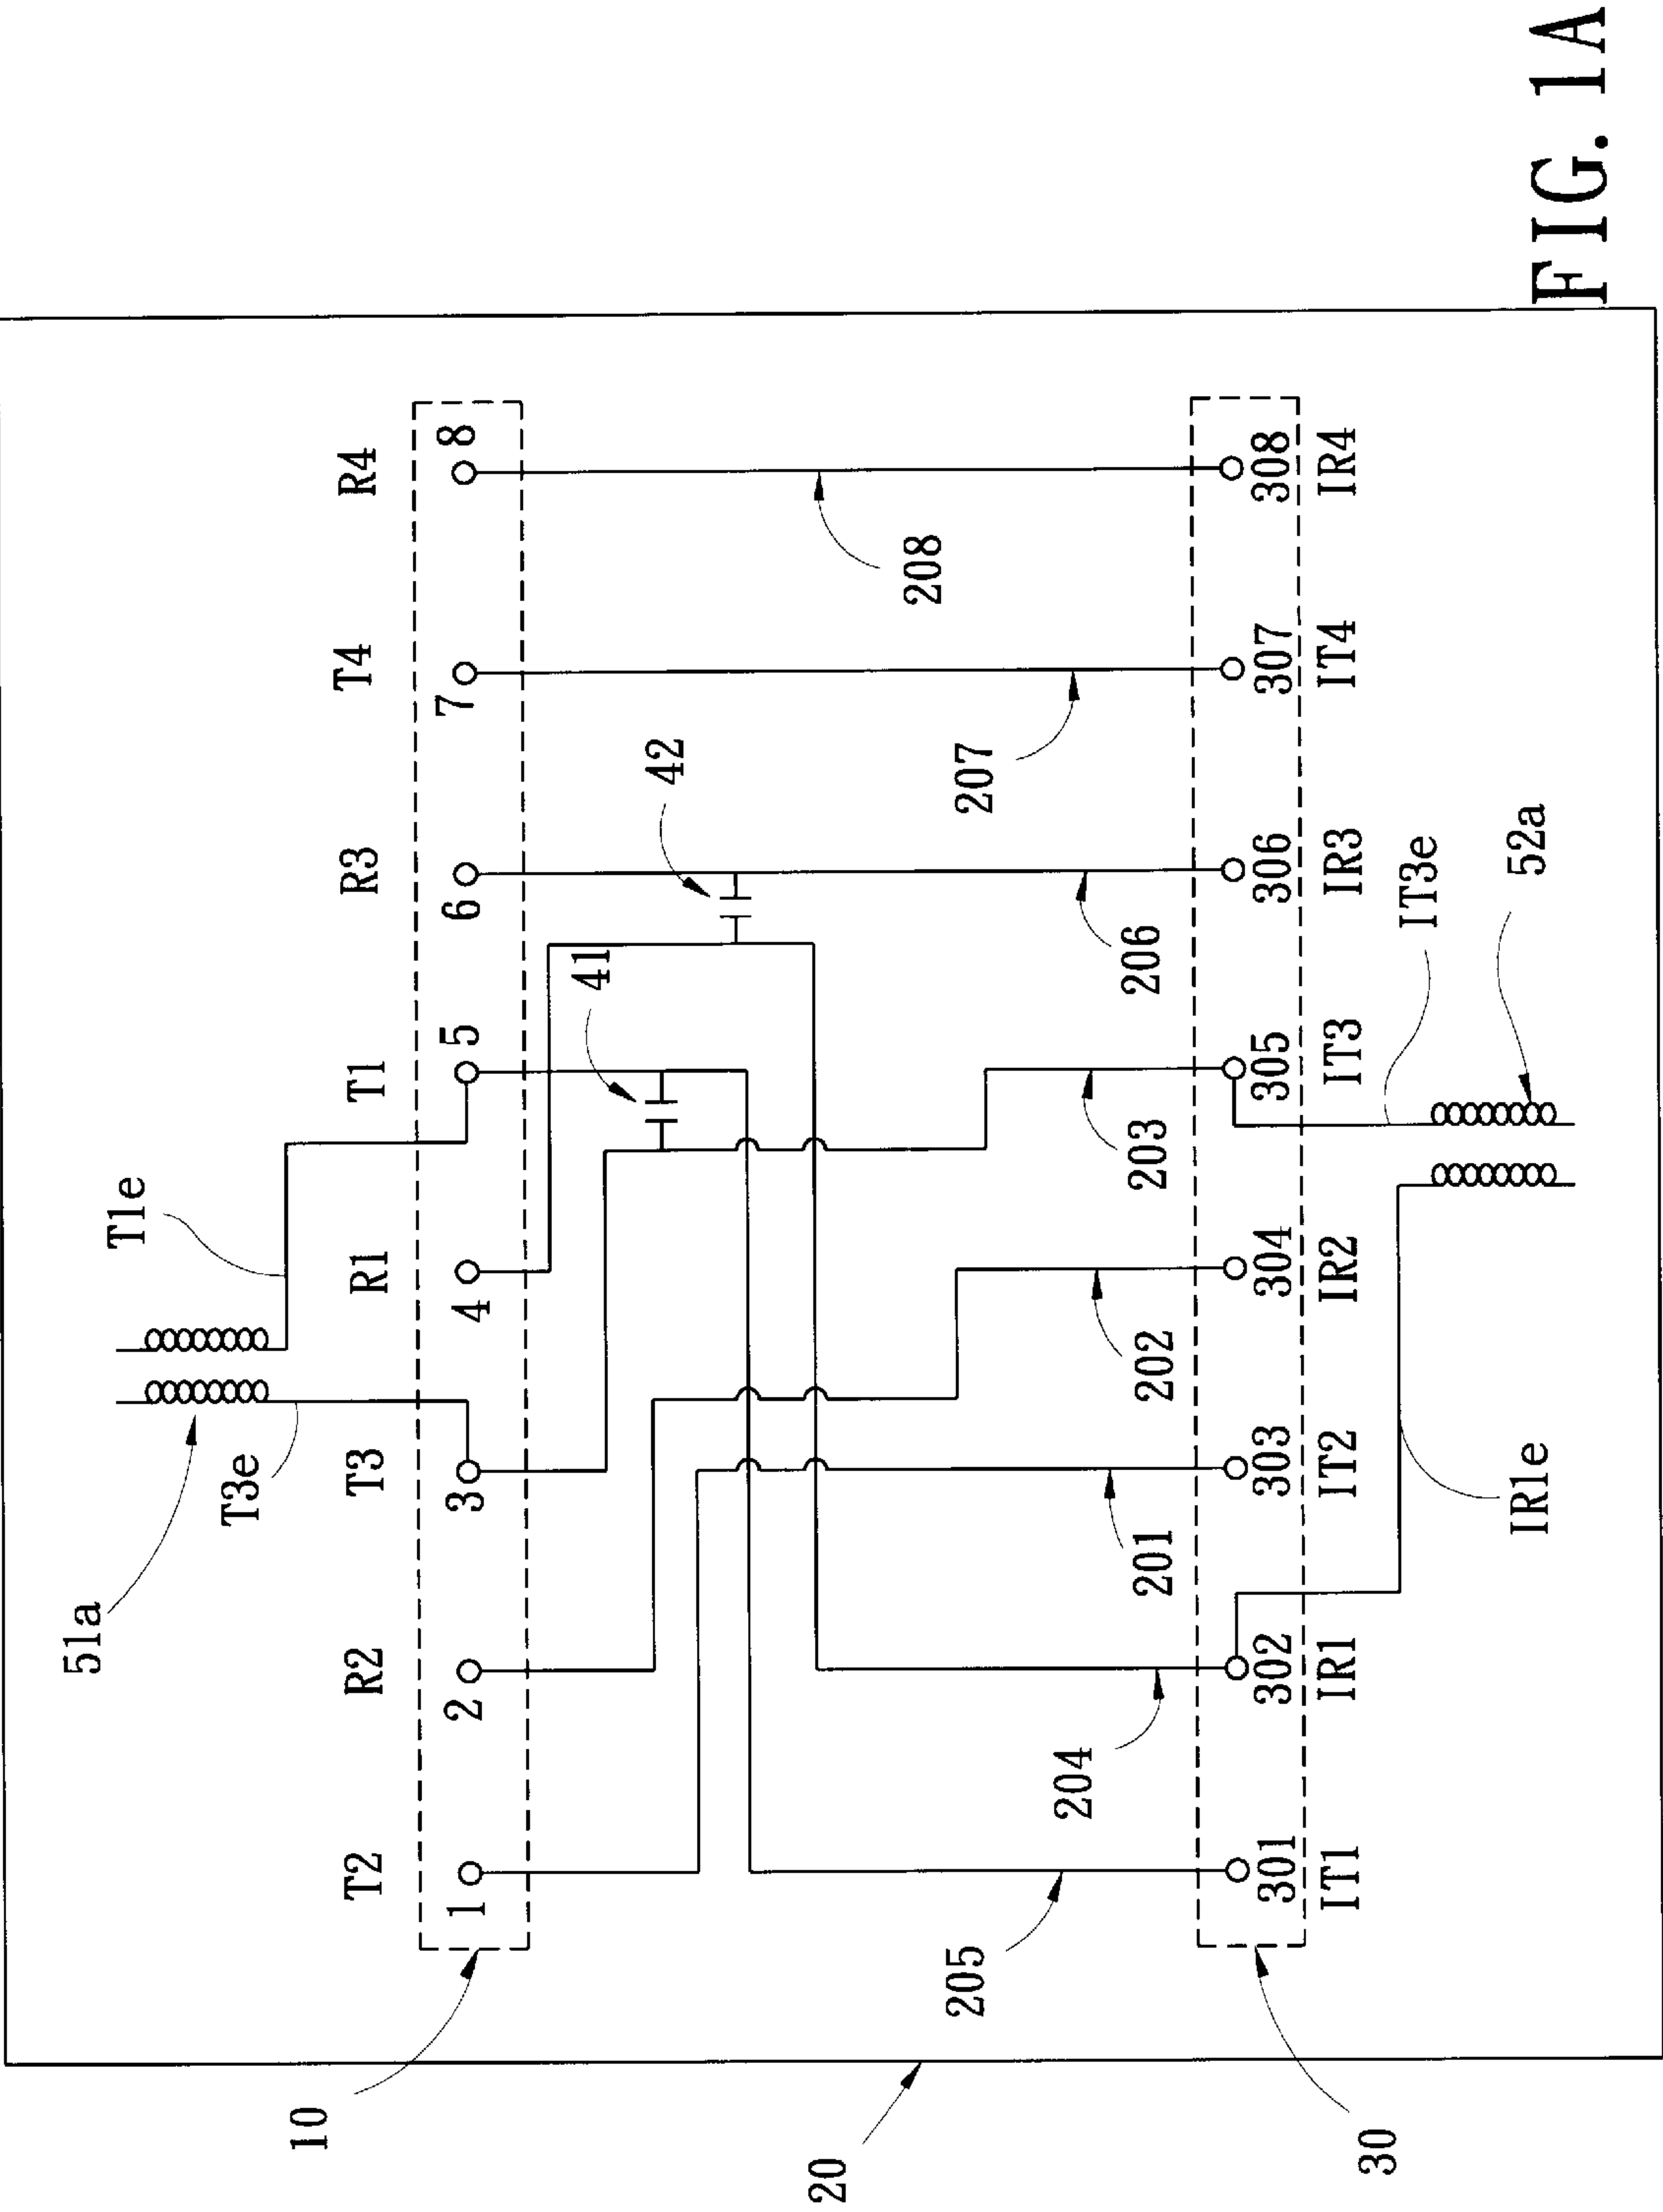 T1e
51a
T3e
T2 R2 T3 R1 T1 R3 T4 R4
1 2 3 4 5 6 7 8
10
41
42
208
207
206
203
202
201
204
205
20
301 302 303 304 305 306 307 308
IT1 IR1 IT2 IR2 IT3 IR3 IT4 IR4
30
IR1e
IT3e
52a
FIG. 1A